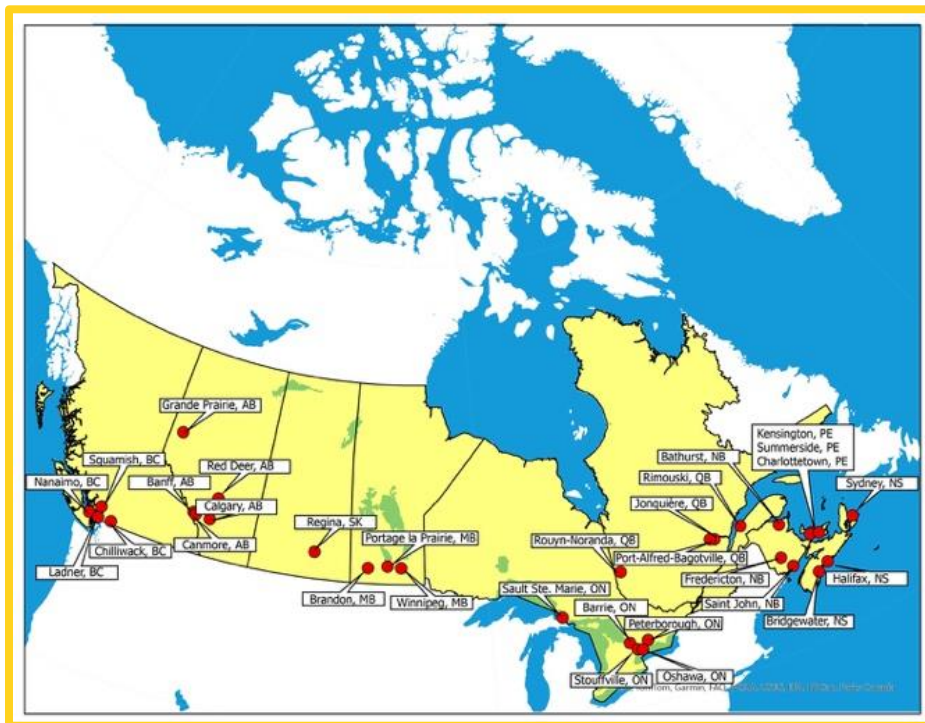 Grande Prairie, AB
Squamish, BC
Nanaimo, BC
Banff, AB
Red Deer, AB
Calgary, AB
Chilliwack, BC
Canmore, AB
Ladner, BC
Regina, SK
Portage la Prairie, MB
Brandon, MB
Winnipeg, MB
Kensington, PE
Summerside, PE
Charlottetown, PE
Bathurst, NB
Rimouski, QB
Sydney, NS
Jonquière, QB
Rouyn-Noranda, QB
Port-Alfred-Bagotville, QB
Fredericton, NB
Halifax, NS
Sault Ste. Marie, ON
Saint John, NB
Barrie, ON
Peterborough, ON
Bridgewater, NS
Stouffville, ON
Oshawa, ON
Garmin,